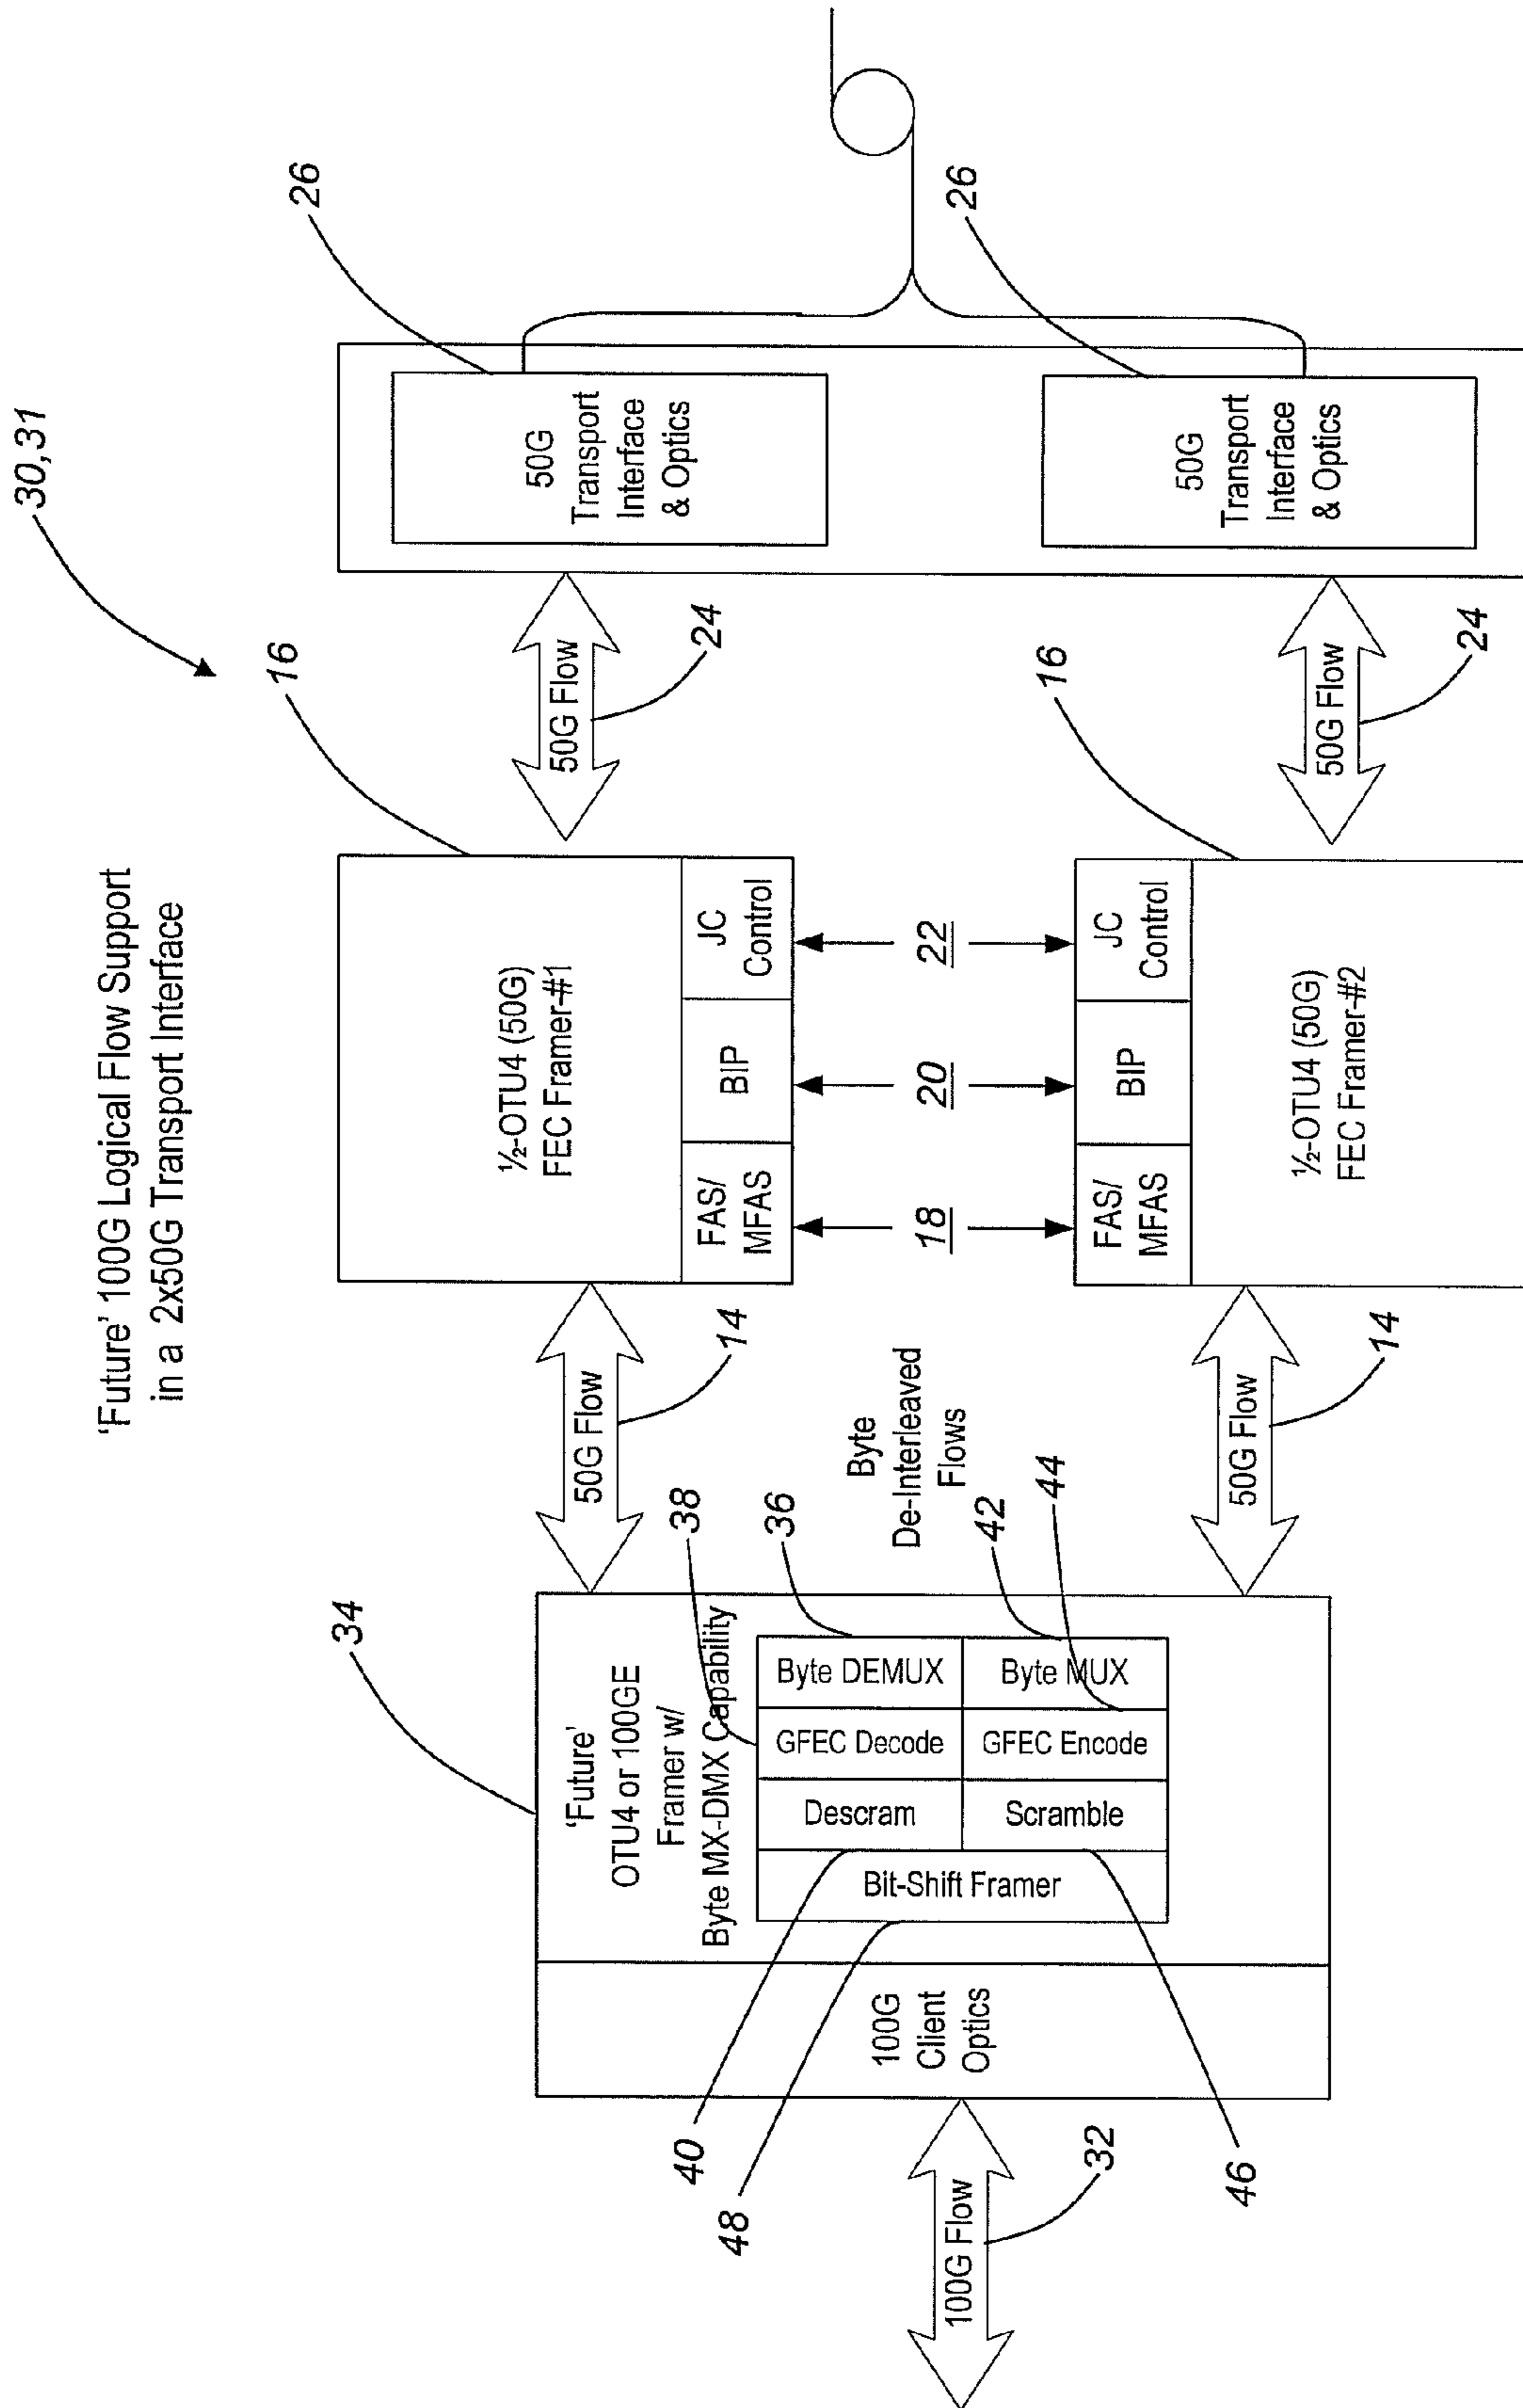 'Future' 100G Logical Flow Support
in a 2x50G Transport Interface
30,31
34
'Future'
OTU4 or 100GE
Framer w/
Byte MX-DMX Capability
100G
Client
Optics
Bit-Shift Framer
Descram
Scramble
GFEC Decode
GFEC Encode
Byte DEMUX
Byte MUX
38
36
42
44
40
48
46
100G Flow
32
50G Flow
14
Byte
De-Interleaved
Flows
50G Flow
14
16
½-OTU4 (50G)
FEC Framer-#1
FAS/
MFAS
BIP
JC
Control
18
20
22
FAS/
MFAS
BIP
JC
Control
16
½-OTU4 (50G)
FEC Framer-#2
50G Flow
24
50G Flow
24
26
50G
Transport
Interface
& Optics
26
50G
Transport
Interface
& Optics